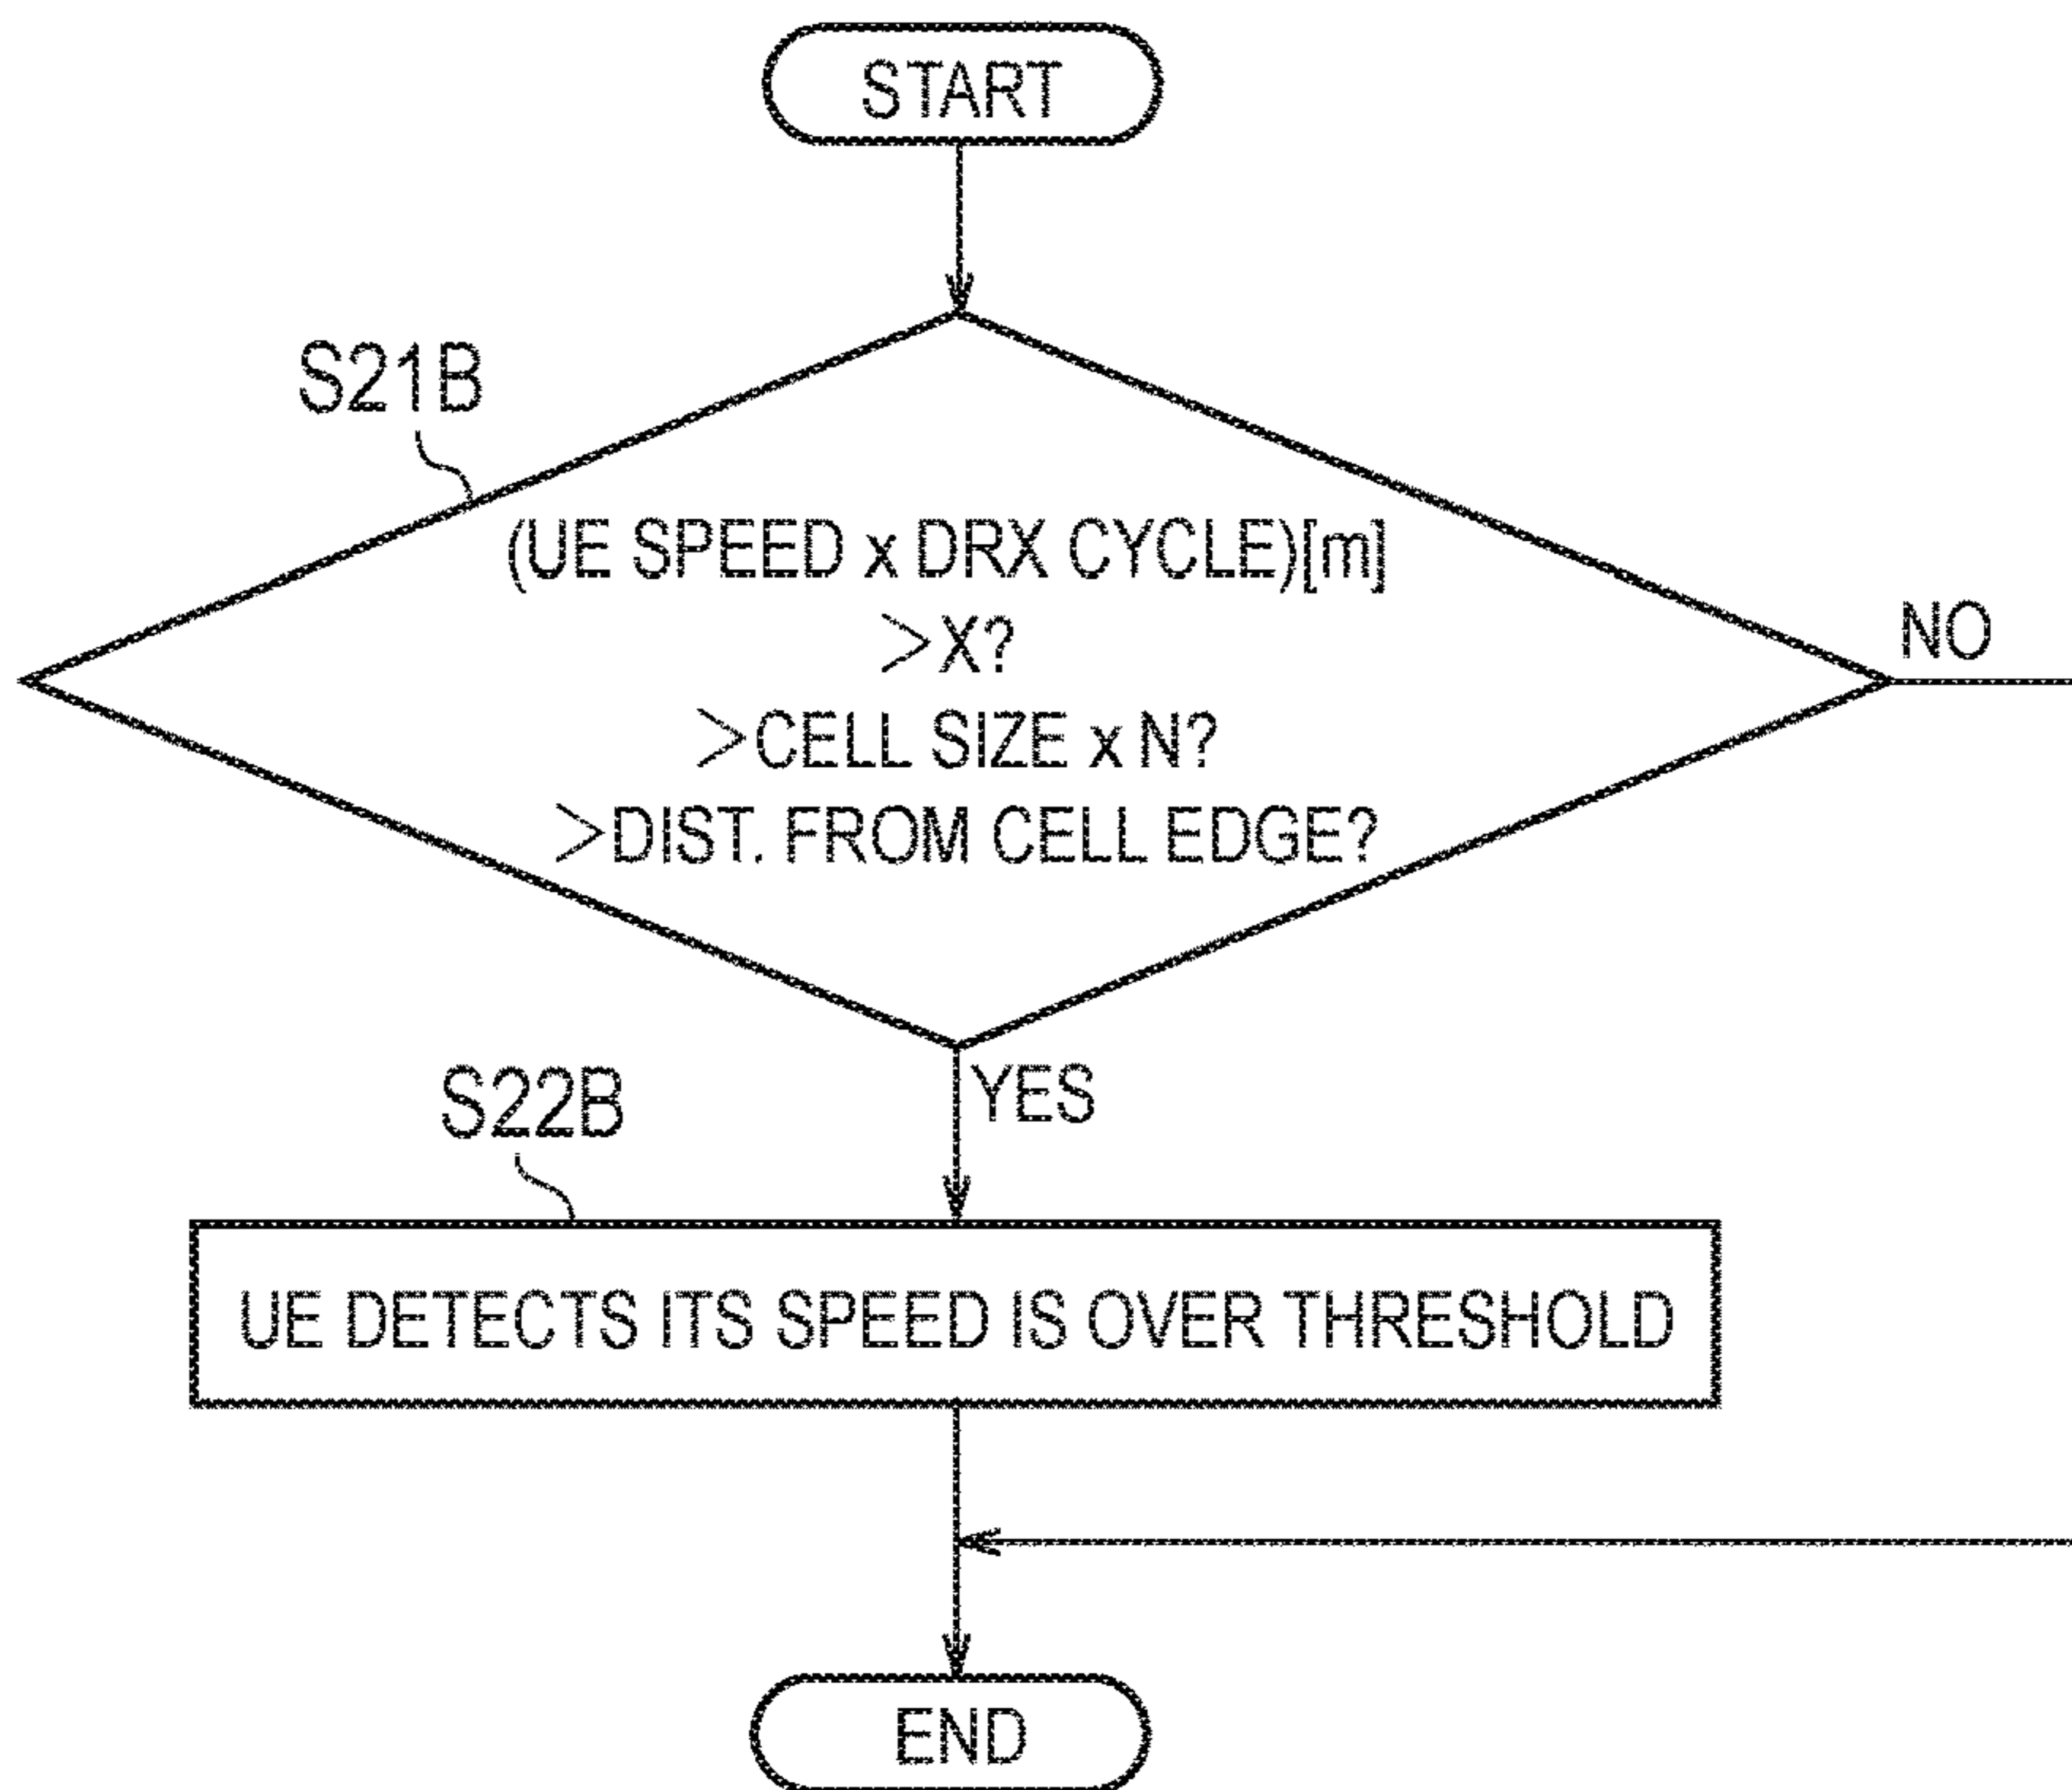 START
S21B
(UE SPEED x DRX CYCLE)[m]
>X?
>CELL SIZE x N?
>DIST. FROM CELL EDGE?
NO
YES
S22B
UE DETECTS ITS SPEED IS OVER THRESHOLD
END